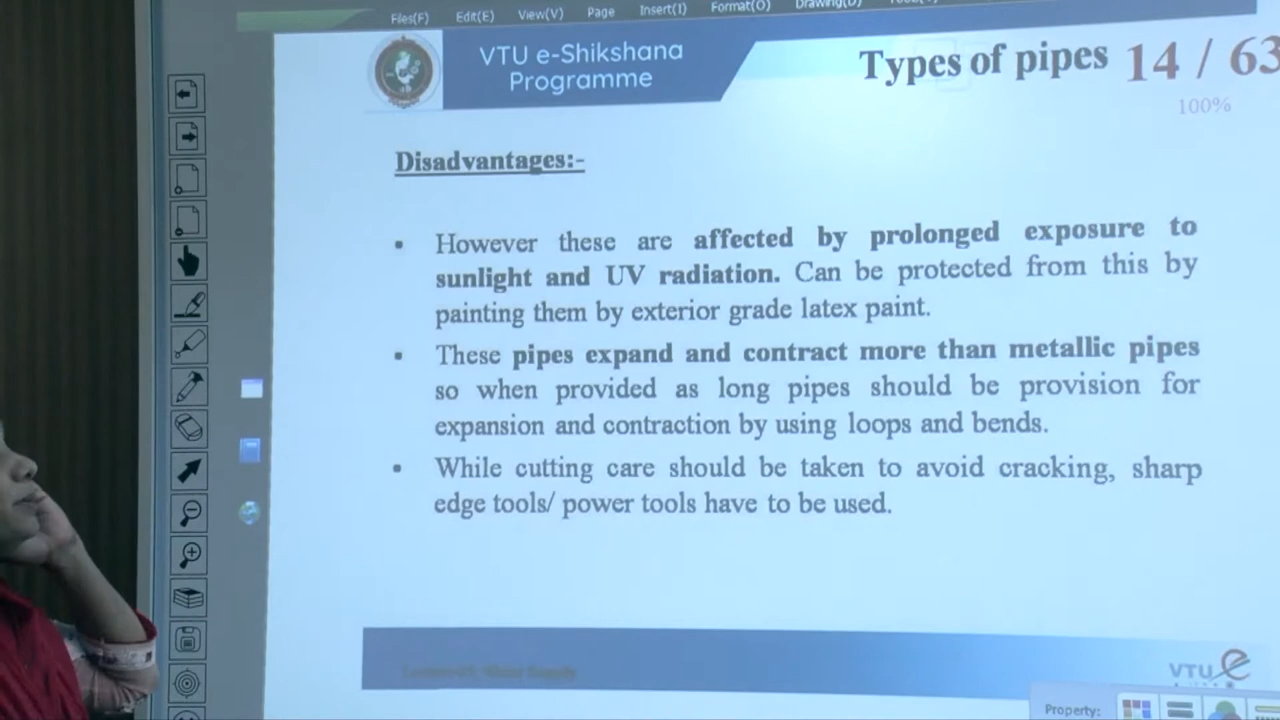 Files(F) Edit(E) View(V) Page Insert(I) Format(O) Drawing(D)
VTU e-Shikshana
Programme
Types of pipes 14 / 63
100%
Disadvantages:-
However these are affected by prolonged exposure to
sunlight and UV radiation. Can be protected from this by
painting them by exterior grade latex paint.
These pipes expand and contract more than metallic pipes
so when provided as long pipes should be provision for
expansion and contraction by using loops and bends.
While cutting care should be taken to avoid cracking, sharp
edge tools/ power tools have to be used.
VTU e
Property: